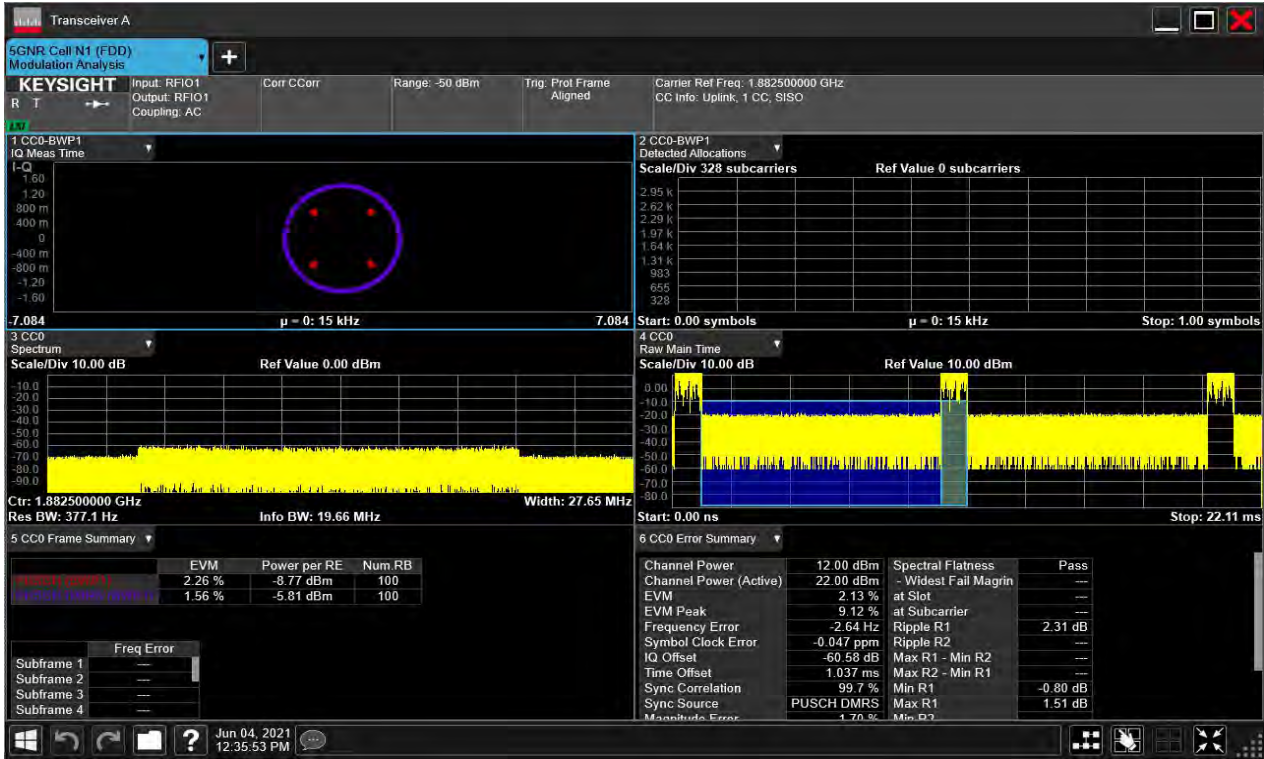 Transceiver A
5GNR Cell N1 (FDD)
Modulation Analysis
+
KEYSIGHT
R T
LXI
Input: RFIO1
Output: RFIO1
Coupling: AC
Corr CCorr
Range: -50 dBm
Trig: Prot Frame
Aligned
Carrier Ref Freq: 1.882500000 GHz
CC Info: Uplink, 1 CC, SISO
1 CC0-BWP1
IQ Meas Time
I-Q
1.60
1.20
800 m
400 m
0
-400 m
-800 m
-1.20
-1.60
-7.084 µ = 0: 15 kHz 7.084
2 CC0-BWP1
Detected Allocations
Scale/Div 328 subcarriers Ref Value 0 subcarriers
2.95 k
2.62 k
2.29 k
1.97 k
1.64 k
1.31 k
983
655
328
Start: 0.00 symbols µ = 0: 15 kHz Stop: 1.00 symbols
3 CC0
Spectrum
Scale/Div 10.00 dB Ref Value 0.00 dBm
-10.0
-20.0
-30.0
-40.0
-50.0
-60.0
-70.0
-80.0
-90.0
Ctr: 1.882500000 GHz Width: 27.65 MHz
Res BW: 377.1 Hz Info BW: 19.66 MHz
4 CC0
Raw Main Time
Scale/Div 10.00 dB Ref Value 10.00 dBm
0.00
-10.0
-20.0
-30.0
-40.0
-50.0
-60.0
-70.0
-80.0
Start: 0.00 ns Stop: 22.11 ms
5 CC0 Frame Summary
EVM Power per RE Num.RB
2.26 % -8.77 dBm 100
1.56 % -5.81 dBm 100
Freq Error
Subframe 1 ---
Subframe 2 ---
Subframe 3 ---
Subframe 4 ---
6 CC0 Error Summary
Channel Power 12.00 dBm Spectral Flatness Pass
Channel Power (Active) 22.00 dBm - Widest Fail Magrin ---
EVM 2.13 % at Slot ---
EVM Peak 9.12 % at Subcarrier ---
Frequency Error -2.64 Hz Ripple R1 2.31 dB
Symbol Clock Error -0.047 ppm Ripple R2 ---
IQ Offset -60.58 dB Max R1 - Min R2 ---
Time Offset 1.037 ms Max R2 - Min R1 ---
Sync Correlation 99.7 % Min R1 -0.80 dB
Sync Source PUSCH DMRS Max R1 1.51 dB
Magnitude Error 1.70 % Min R2
?
Jun 04, 2021
12:35:53 PM